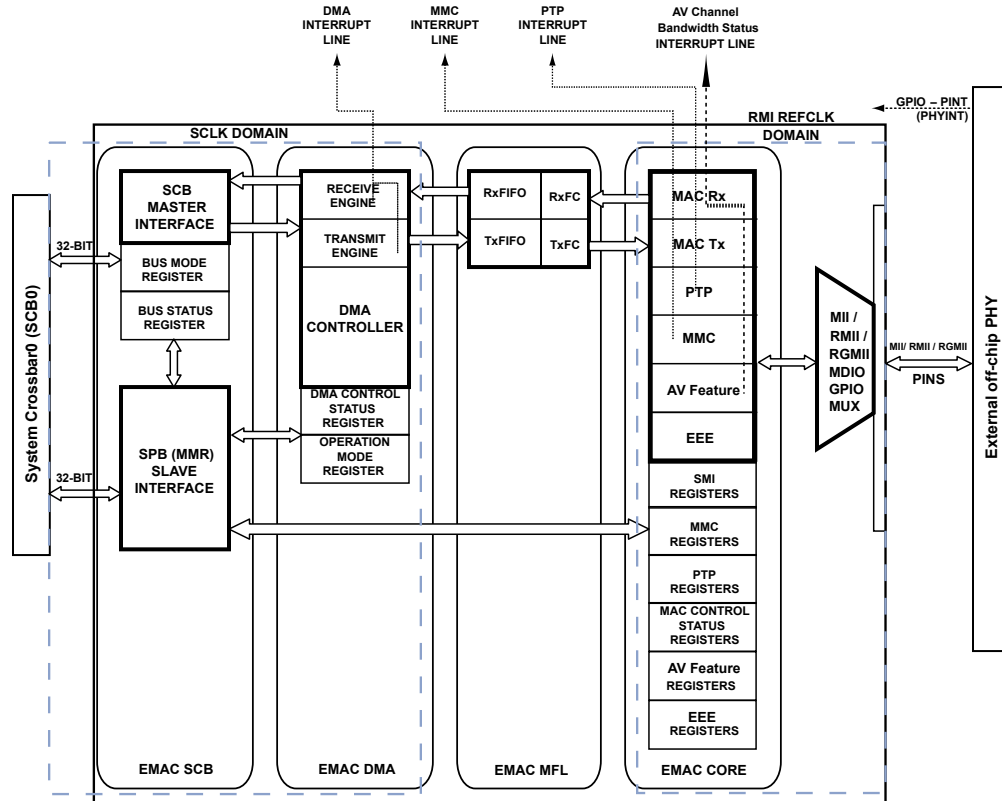 DMA
INTERRUPT
LINE
MMC
INTERRUPT
LINE
PTP
INTERRUPT
LINE
AV Channel
Bandwidth Status
INTERRUPT LINE
GPIO – PINT
(PHYINT)
SCLK DOMAIN
RMI REFCLK
DOMAIN
System Crossbar0 (SCB0)
32-BIT
32-BIT
SCB
MASTER
INTERFACE
BUS MODE
REGISTER
BUS STATUS
REGISTER
SPB (MMR)
SLAVE
INTERFACE
EMAC SCB
RECEIVE
ENGINE
TRANSMIT
ENGINE
DMA
CONTROLLER
DMA CONTROL
STATUS
REGISTER
OPERATION
MODE
REGISTER
EMAC DMA
RxFIFO
RxFC
TxFIFO
TxFC
EMAC MFL
MAC Rx
MAC Tx
PTP
MMC
AV Feature
EEE
SMI
REGISTERS
MMC
REGISTERS
PTP
REGISTERS
MAC CONTROL
STATUS
REGISTERS
AV Feature
REGISTERS
EEE
REGISTERS
EMAC CORE
MII /
RMII /
RGMII
MDIO
GPIO
MUX
MII/ RMII / RGMII
PINS
External off-chip PHY